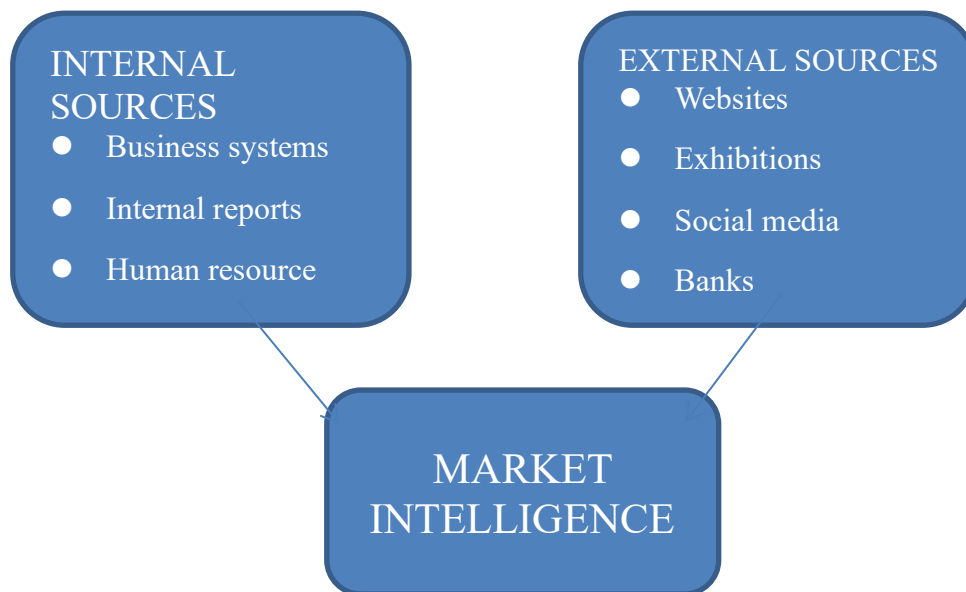 INTERNAL
SOURCES
● Business systems
● Internal reports
● Human resource
EXTERNAL SOURCES
● Websites
● Exhibitions
● Social media
● Banks
MARKET
INTELLIGENCE